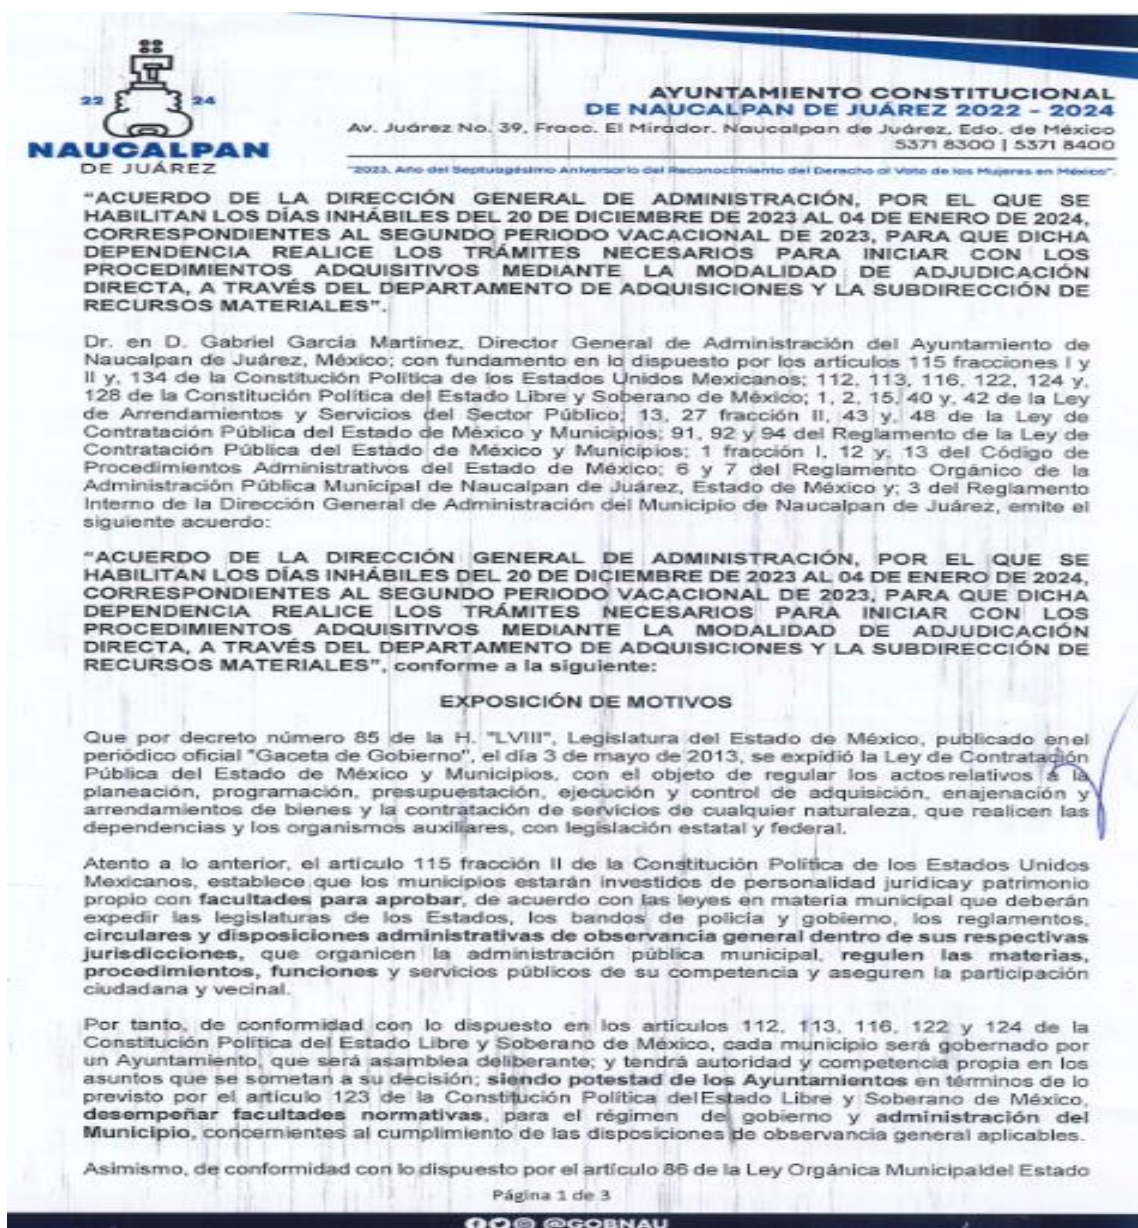 22 24
NAUCALPAN
DE JUÁREZ
AYUNTAMIENTO CONSTITUCIONAL
DE NAUCALPAN DE JUÁREZ 2022 - 2024
Av. Juárez No. 39, Fracc. El Mirador. Naucalpan de Juárez, Edo. de México
5371 8300 | 5371 8400
"2023. Año del Septuagésimo Aniversario del Reconocimiento del Derecho al Voto de las Mujeres en México".
“ACUERDO DE LA DIRECCIÓN GENERAL DE ADMINISTRACIÓN, POR EL QUE SE
HABILITAN LOS DÍAS INHÁBILES DEL 20 DE DICIEMBRE DE 2023 AL 04 DE ENERO DE 2024,
CORRESPONDIENTES AL SEGUNDO PERIODO VACACIONAL DE 2023, PARA QUE DICHA
DEPENDENCIA REALICE LOS TRÁMITES NECESARIOS PARA INICIAR CON LOS
PROCEDIMIENTOS ADQUISITIVOS MEDIANTE LA MODALIDAD DE ADJUDICACIÓN
DIRECTA, A TRAVÉS DEL DEPARTAMENTO DE ADQUISICIONES Y LA SUBDIRECCIÓN DE
RECURSOS MATERIALES”.
Dr. en D. Gabriel García Martínez, Director General de Administración del Ayuntamiento de
Naucalpan de Juárez, México; con fundamento en lo dispuesto por los artículos 115 fracciones I y
II y, 134 de la Constitución Política de los Estados Unidos Mexicanos; 112, 113, 116, 122, 124 y,
128 de la Constitución Política del Estado Libre y Soberano de México; 1, 2, 15, 40 y, 42 de la Ley
de Arrendamientos y Servicios del Sector Público; 13, 27 fracción II, 43 y, 48 de la Ley de
Contratación Pública del Estado de México y Municipios; 91, 92 y 94 del Reglamento de la Ley de
Contratación Pública del Estado de México y Municipios; 1 fracción I, 12 y, 13 del Código de
Procedimientos Administrativos del Estado de México; 6 y 7 del Reglamento Orgánico de la
Administración Pública Municipal de Naucalpan de Juárez, Estado de México y; 3 del Reglamento
Interno de la Dirección General de Administración del Municipio de Naucalpan de Juárez, emite el
siguiente acuerdo:
“ACUERDO DE LA DIRECCIÓN GENERAL DE ADMINISTRACIÓN, POR EL QUE SE
HABILITAN LOS DÍAS INHÁBILES DEL 20 DE DICIEMBRE DE 2023 AL 04 DE ENERO DE 2024,
CORRESPONDIENTES AL SEGUNDO PERIODO VACACIONAL DE 2023, PARA QUE DICHA
DEPENDENCIA REALICE LOS TRÁMITES NECESARIOS PARA INICIAR CON LOS
PROCEDIMIENTOS ADQUISITIVOS MEDIANTE LA MODALIDAD DE ADJUDICACIÓN
DIRECTA, A TRAVÉS DEL DEPARTAMENTO DE ADQUISICIONES Y LA SUBDIRECCIÓN DE
RECURSOS MATERIALES”, conforme a la siguiente:
EXPOSICIÓN DE MOTIVOS
Que por decreto número 85 de la H. "LVIII", Legislatura del Estado de México, publicado enel
periódico oficial "Gaceta de Gobierno", el día 3 de mayo de 2013, se expidió la Ley de Contratación
Pública del Estado de México y Municipios, con el objeto de regular los actosrelativos a la
planeación, programación, presupuestación, ejecución y control de adquisición, enajenación y
arrendamientos de bienes y la contratación de servicios de cualquier naturaleza, que realicen las
dependencias y los organismos auxiliares, con legislación estatal y federal.
Atento a lo anterior, el artículo 115 fracción II de la Constitución Política de los Estados Unidos
Mexicanos, establece que los municipios estarán investidos de personalidad jurídicay patrimonio
propio con facultades para aprobar, de acuerdo con las leyes en materia municipal que deberán
expedir las legislaturas de los Estados, los bandos de policía y gobierno, los reglamentos,
circulares y disposiciones administrativas de observancia general dentro de sus respectivas
jurisdicciones, que organicen la administración pública municipal, regulen las materias,
procedimientos, funciones y servicios públicos de su competencia y aseguren la participación
ciudadana y vecinal.
Por tanto, de conformidad con lo dispuesto en los artículos 112, 113, 116, 122 y 124 de la
Constitución Política del Estado Libre y Soberano de México, cada municipio será gobernado por
un Ayuntamiento, que será asamblea deliberante; y tendrá autoridad y competencia propia en los
asuntos que se sometan a su decisión; siendo potestad de los Ayuntamientos en términos de lo
previsto por el artículo 123 de la Constitución Política delEstado Libre y Soberano de México,
desempeñar facultades normativas, para el régimen de gobierno y administración del
Municipio, concernientes al cumplimiento de las disposiciones de observancia general aplicables.
Asimismo, de conformidad con lo dispuesto por el artículo 86 de la Ley Orgánica Municipaldel Estado
Página 1 de 3
@GOBNAU